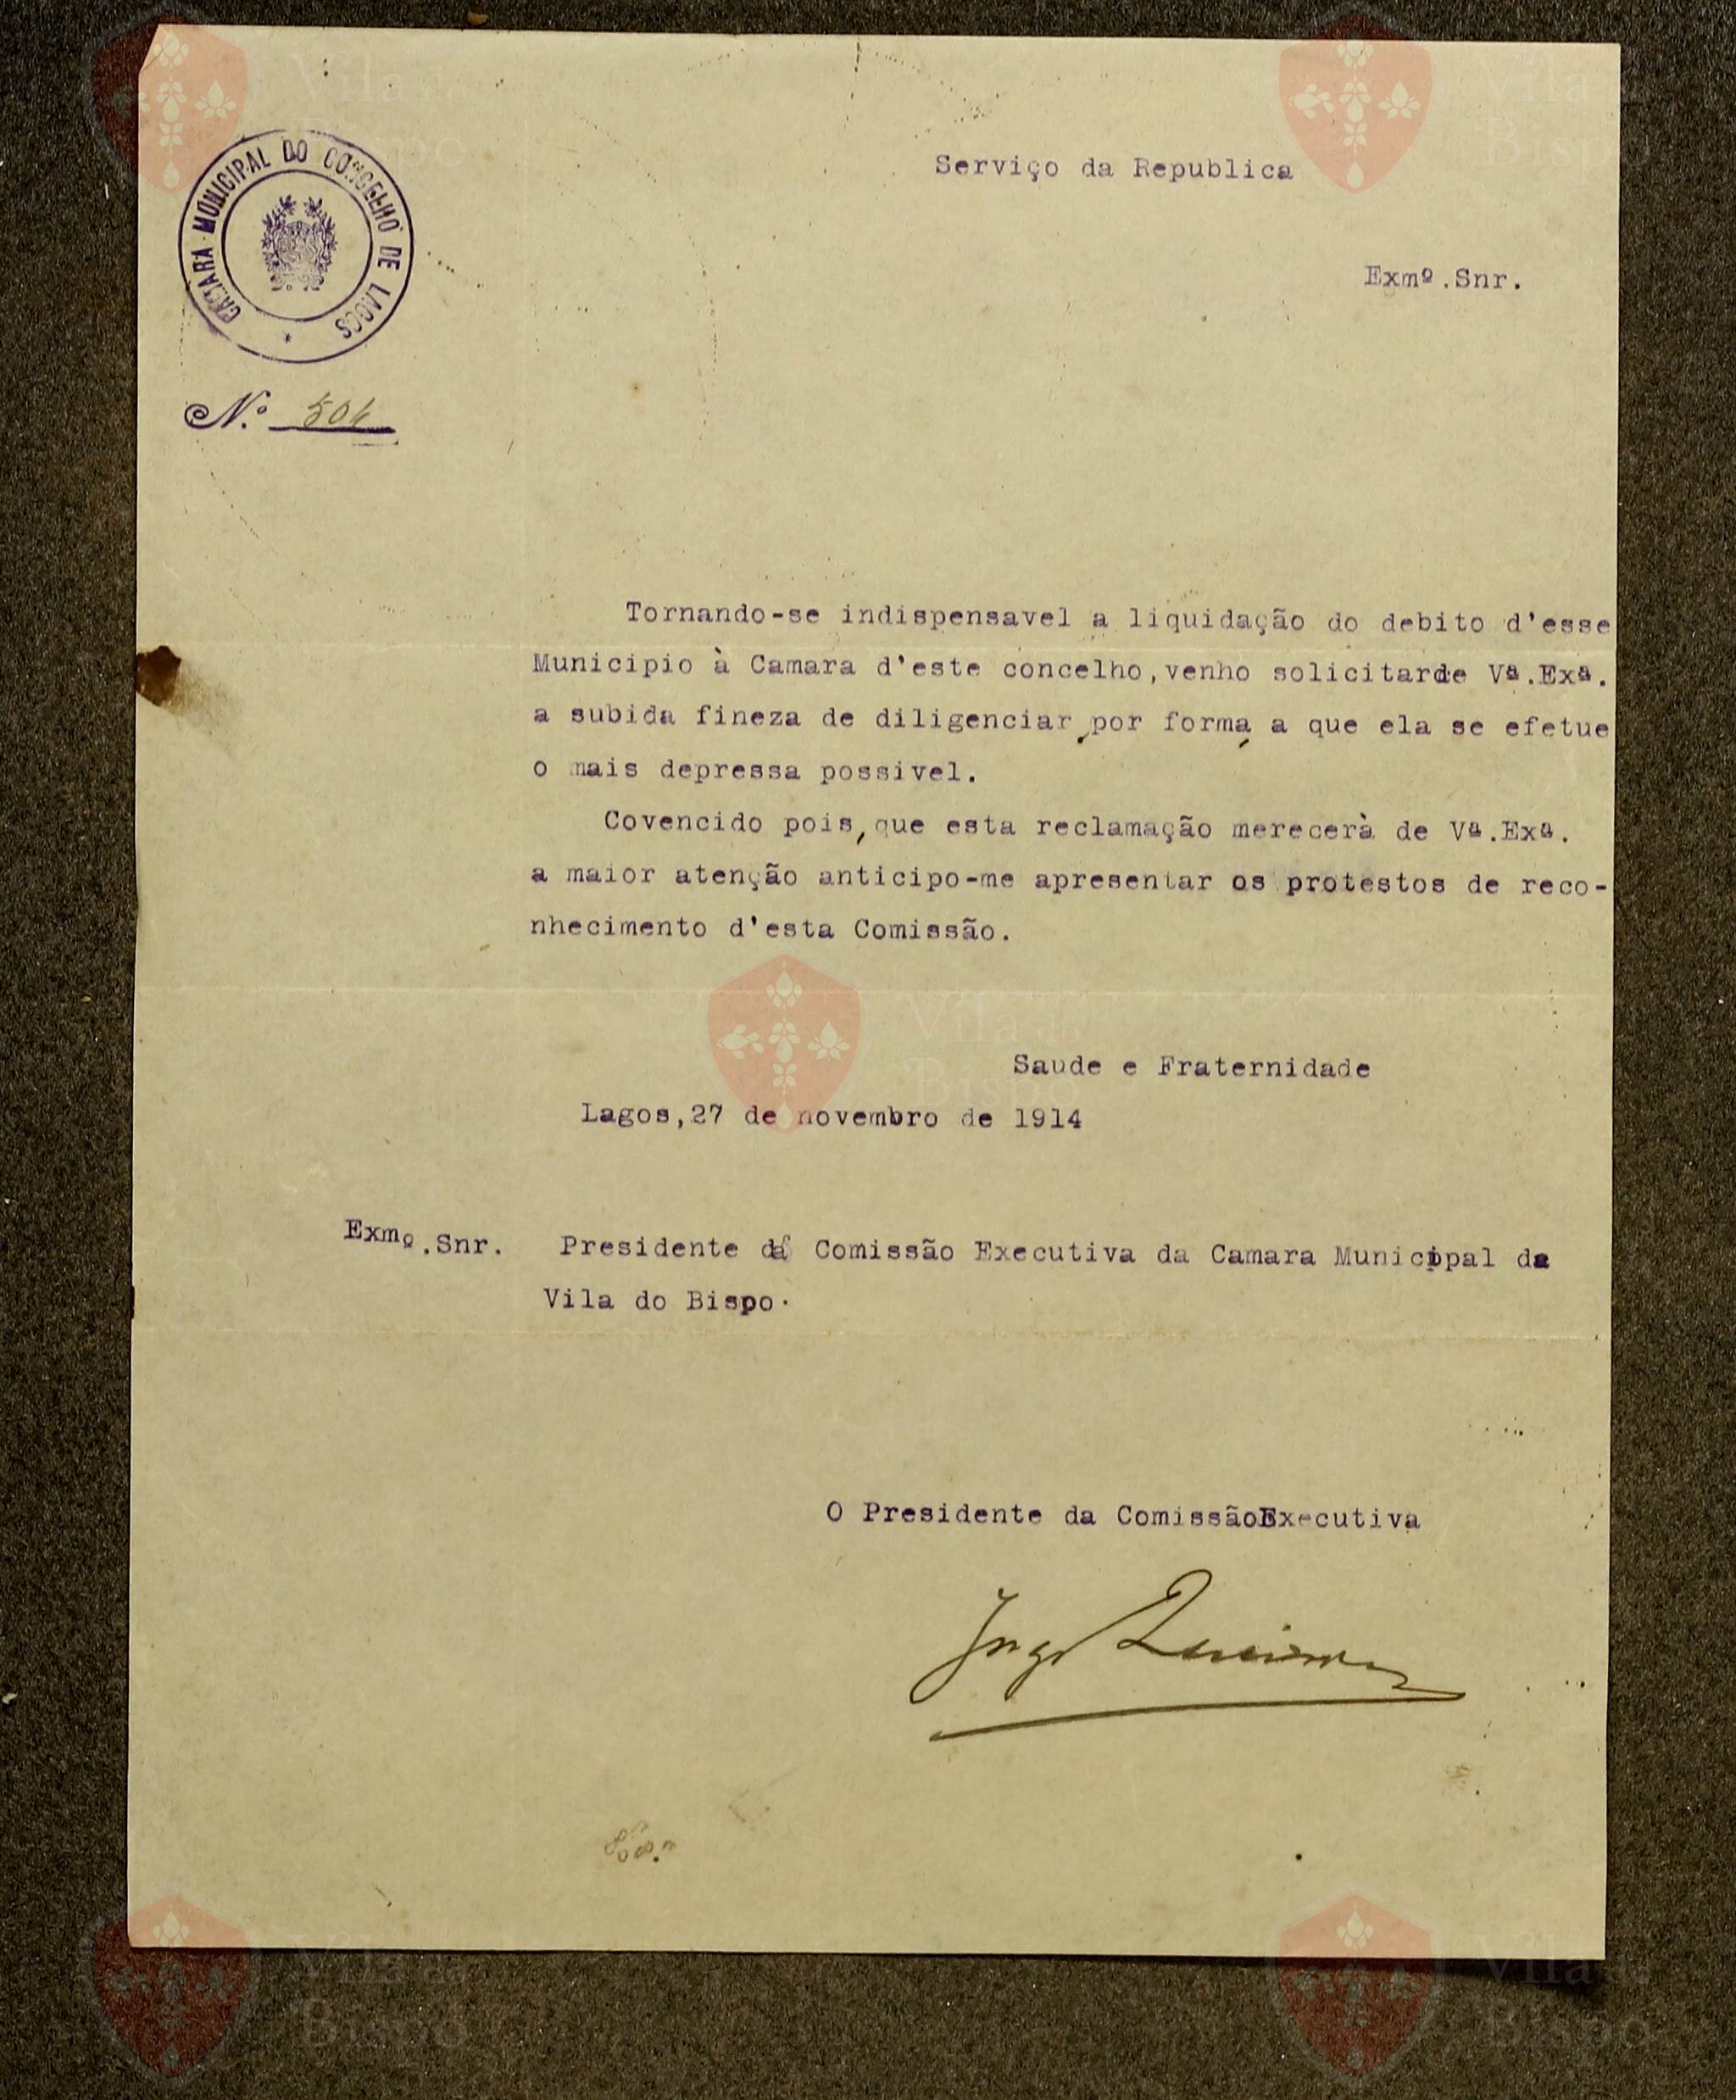 CAMARA MUNICIPAL DO CONCELHO DE LAGOS
Serviço da Republica
Exmº.Snr.
Nº 504
Tornando-se indispensavel a liquidação do debito d'esse
Municipio à Camara d'este concelho,venho solicitarde Vª.Exª.
a subida fineza de diligenciar,por forma, a que ela se efetue
o mais depressa possivel.
Covencido pois,que esta reclamação merecerà de Vª.Exª.
a maior atenção anticipo-me apresentar os protestos de reco-
nhecimento d'esta Comissão.
Saude e Fraternidade
Lagos,27 de novembro de 1914
Exmº.Snr. Presidente da Comissão Executiva da Camara Municipal da
Vila do Bispo.
O Presidente da ComissãoExecutiva
Vila do
Bispo